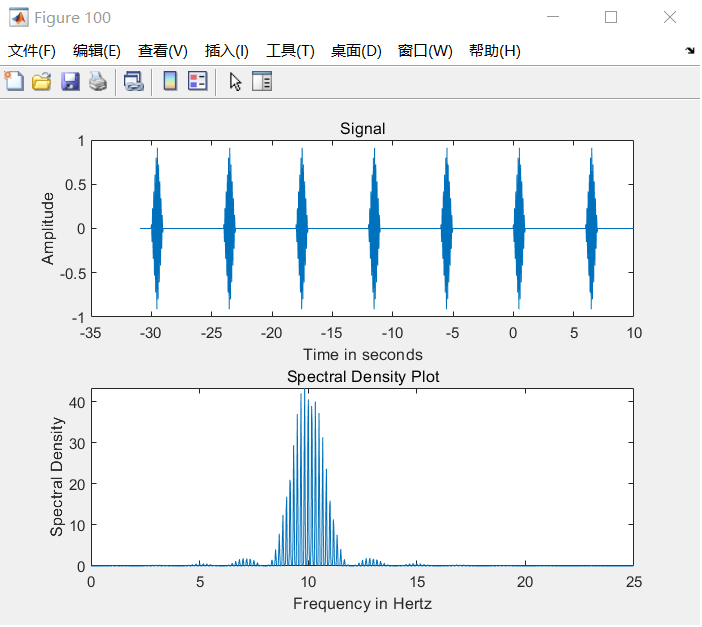 Figure 100
文件(F) 编辑(E) 查看(V) 插入(I) 工具(T) 桌面(D) 窗口(W) 帮助(H)
Signal
1
0.5
0
-0.5
-1
Amplitude
-35 -30 -25 -20 -15 -10 -5 0 5 10
Time in seconds
Spectral Density Plot
40
30
20
10
0
Spectral Density
0 5 10 15 20 25
Frequency in Hertz